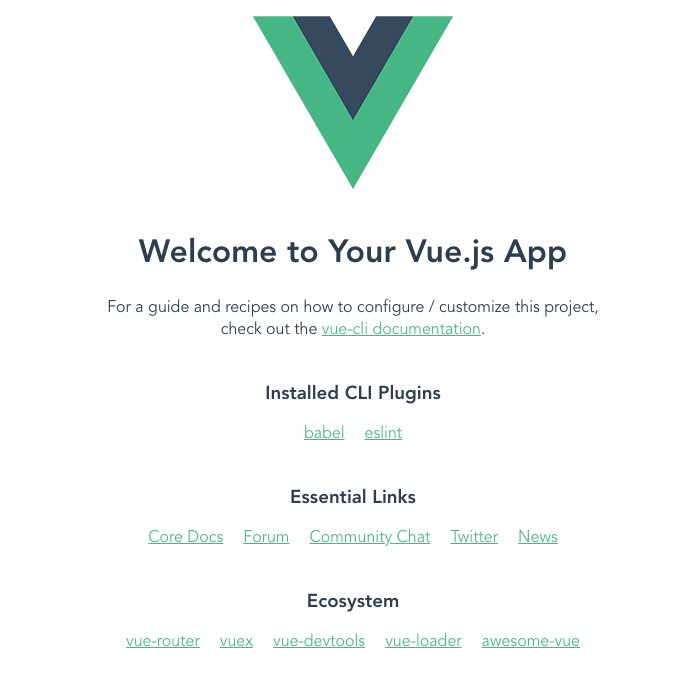 Welcome to Your Vue.js App
For a guide and recipes on how to configure / customize this project,
check out the vue-cli documentation.
Installed CLI Plugins
babel eslint
Essential Links
Core Docs Forum Community Chat Twitter News
Ecosystem
vue-router vuex vue-devtools vue-loader awesome-vue